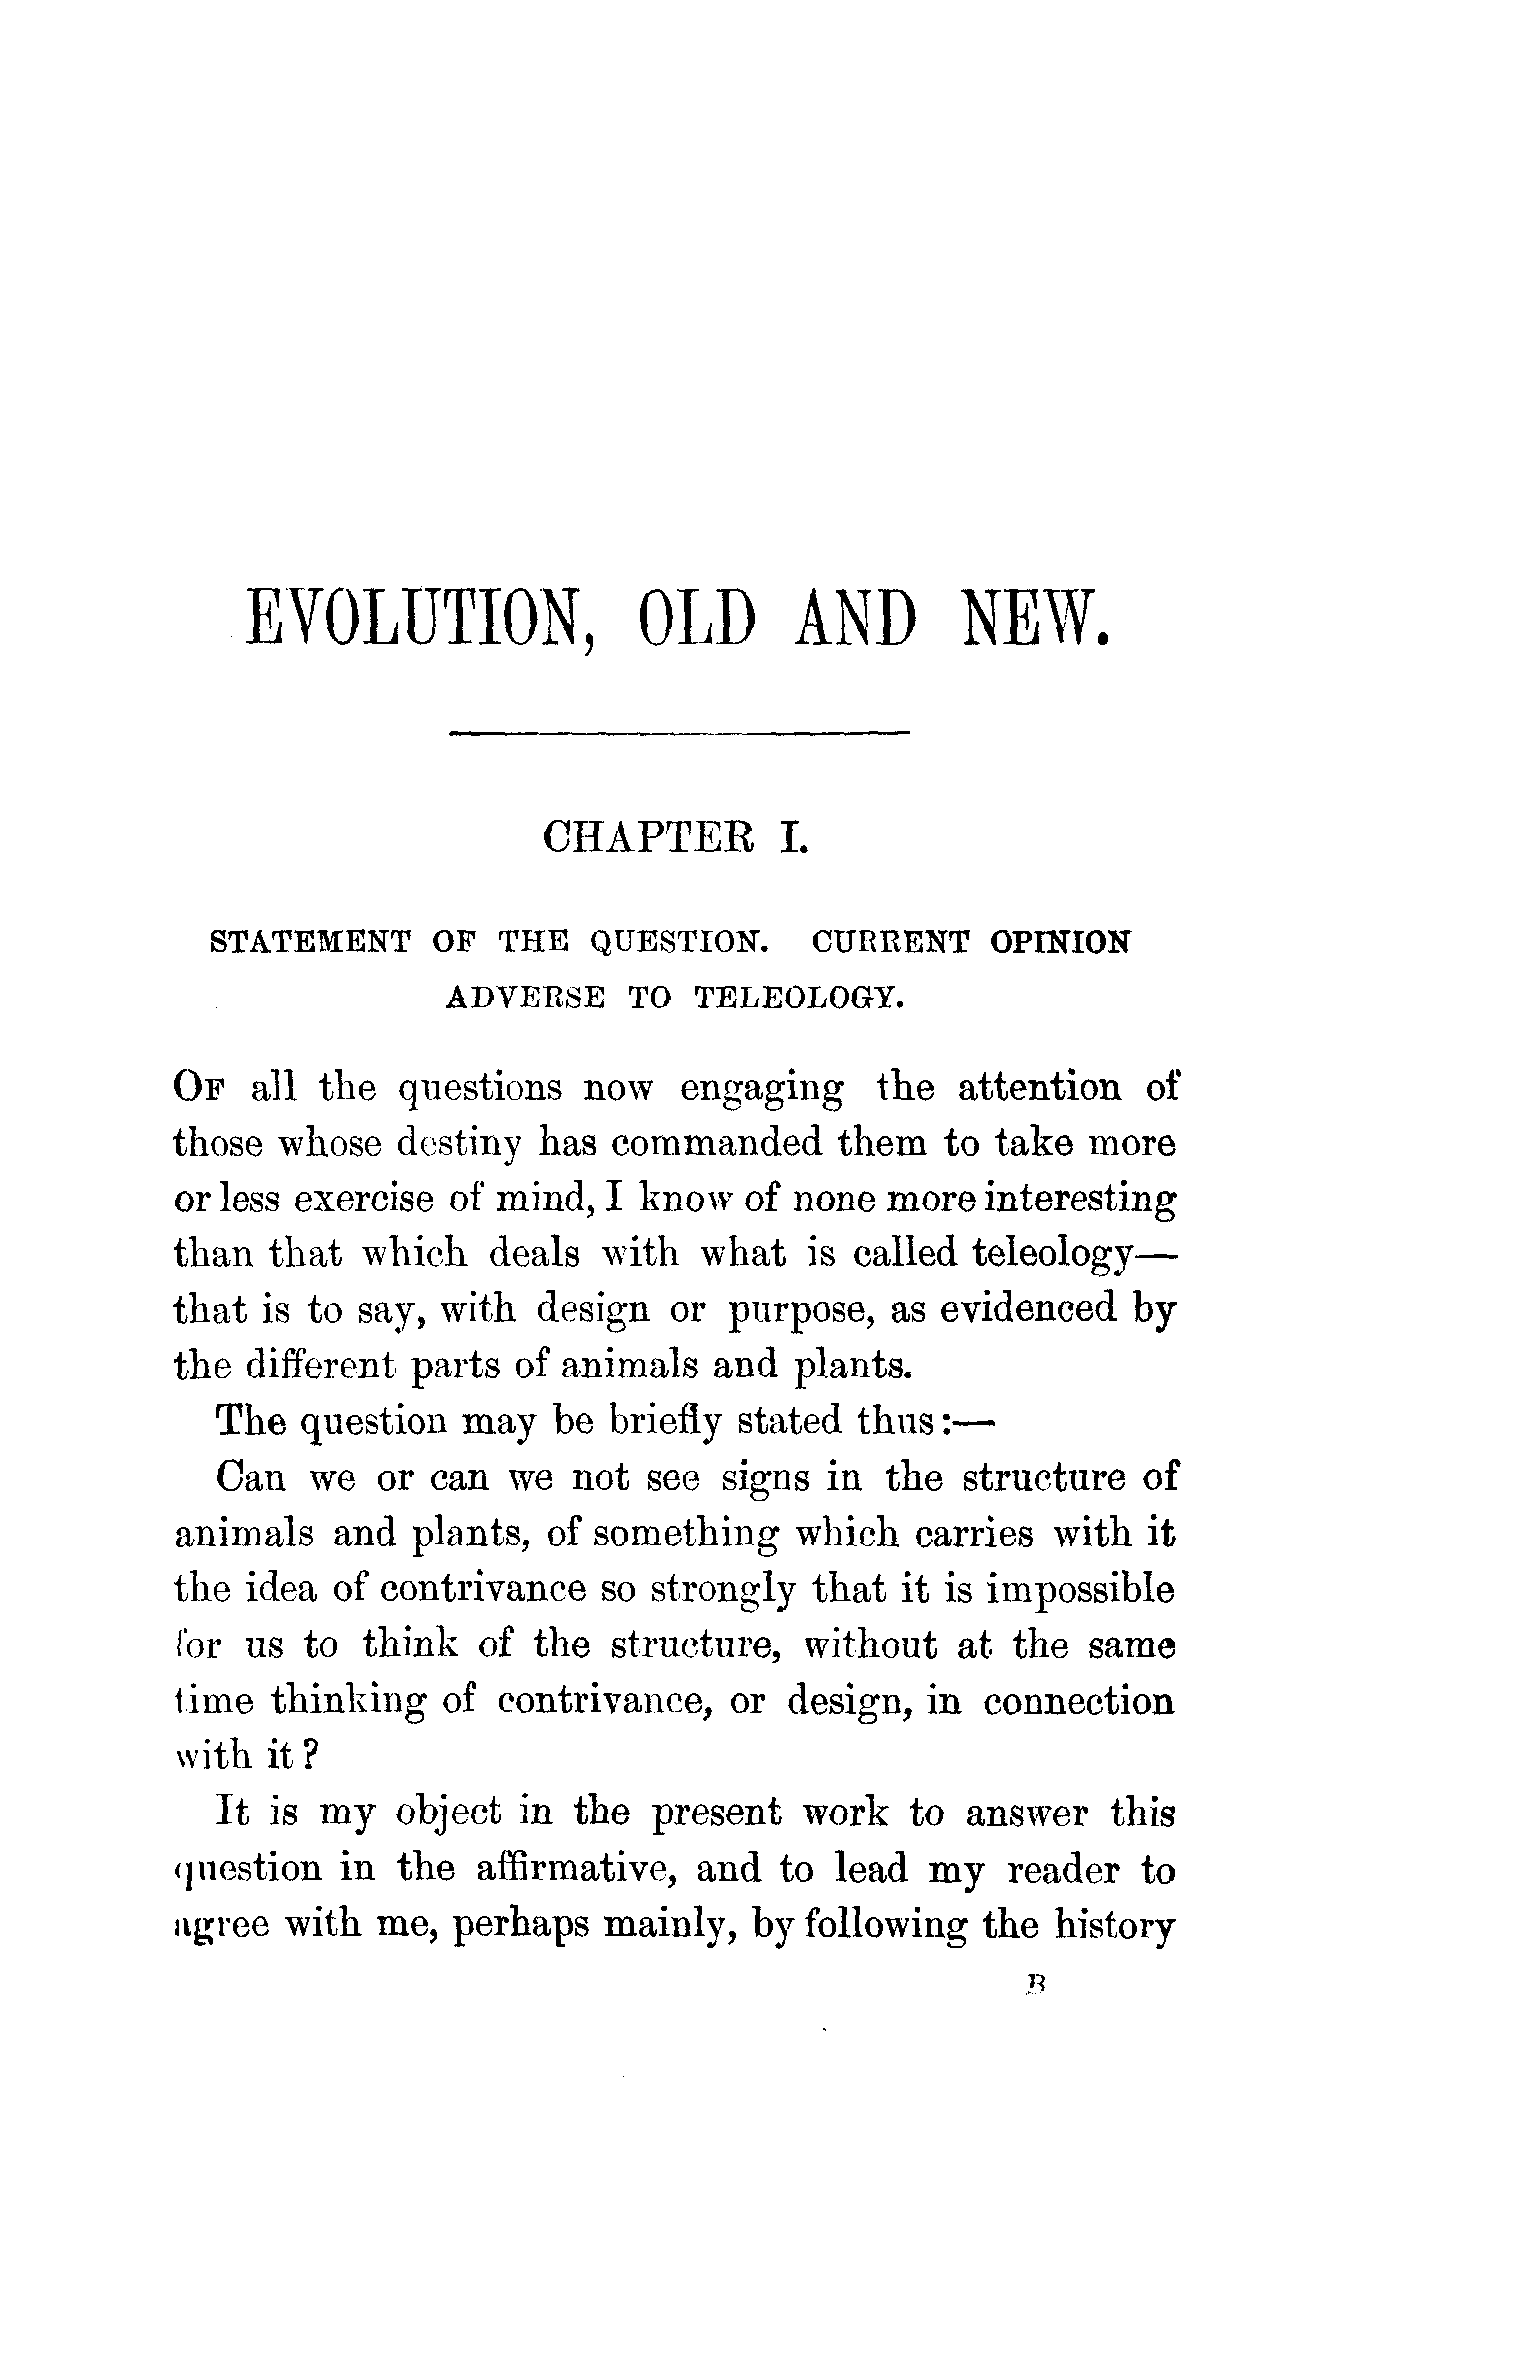 EVOLUTION, OLD AND NEW.
CHAPTER I.
STATEMENT OF THE QUESTION. CURRENT OPINION
ADVERSE TO TELEOLOGY.
OF all the questions now engaging the attention of
those whose destiny has commanded them to take more
or less exercise of mind, I know of none more interesting
than that which deals with what is called teleology—
that is to say, with design or purpose, as evidenced by
the different parts of animals and plants.
The question may be briefly stated thus:—
Can we or can we not see signs in the structure of
animals and plants, of something which carries with it
the idea of contrivance so strongly that it is impossible
for us to think of the structure, without at the same
time thinking of contrivance, or design, in connection
with it?
It is my object in the present work to answer this
question in the affirmative, and to lead my reader to
agree with me, perhaps mainly, by following the history
B